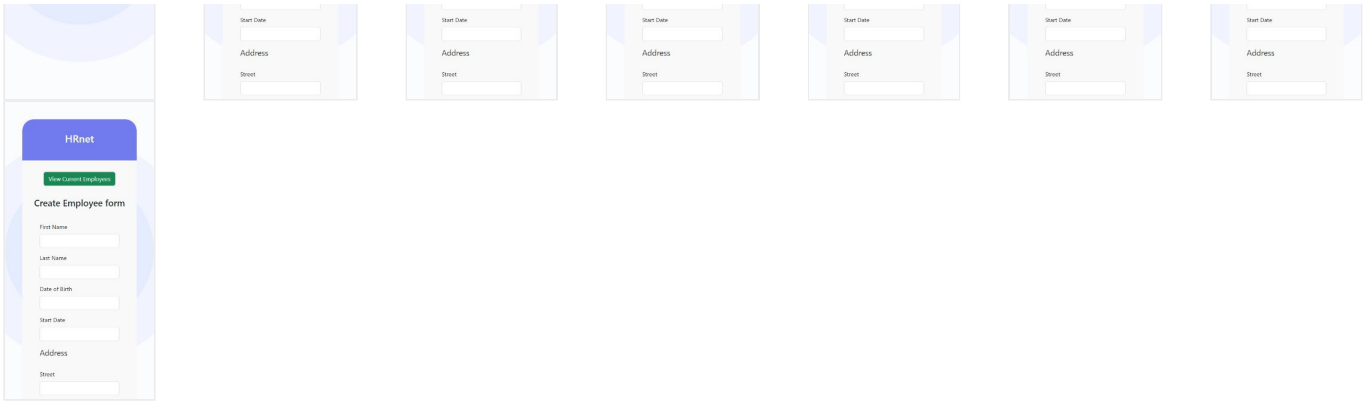 Start Date
Start Date
Start Date
Start Date
Start Date
Start Date
Address
Address
Address
Address
Address
Address
Street
Street
Street
Street
Street
Street
HRnet
View Current Employees
Create Employee form
First Name
Last Name
Date of Birth
Start Date
Address
Street